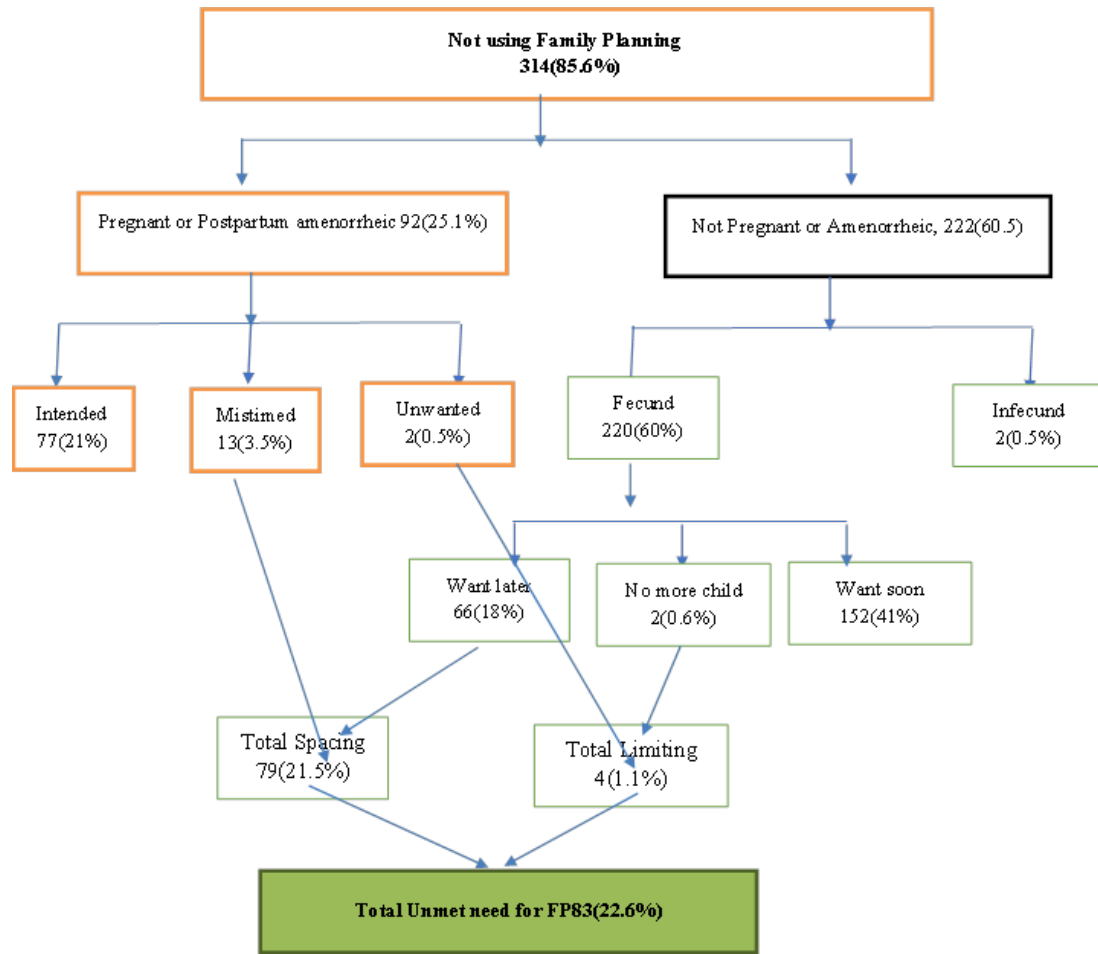 Not using Family Planning
314(85.6%)
Pregnant or Postpartum amenorrheic 92(25.1%)
Not Pregnant or Amenorrheic, 222(60.5)
Intended
77(21%)
Mistimed
13(3.5%)
Unwanted
2(0.5%)
Fecund
220(60%)
Infecund
2(0.5%)
Want later
66(18%)
No more child
2(0.6%)
Want soon
152(41%)
Total Spacing
79(21.5%)
Total Limiting
4(1.1%)
Total Unmet need for FP83(22.6%)